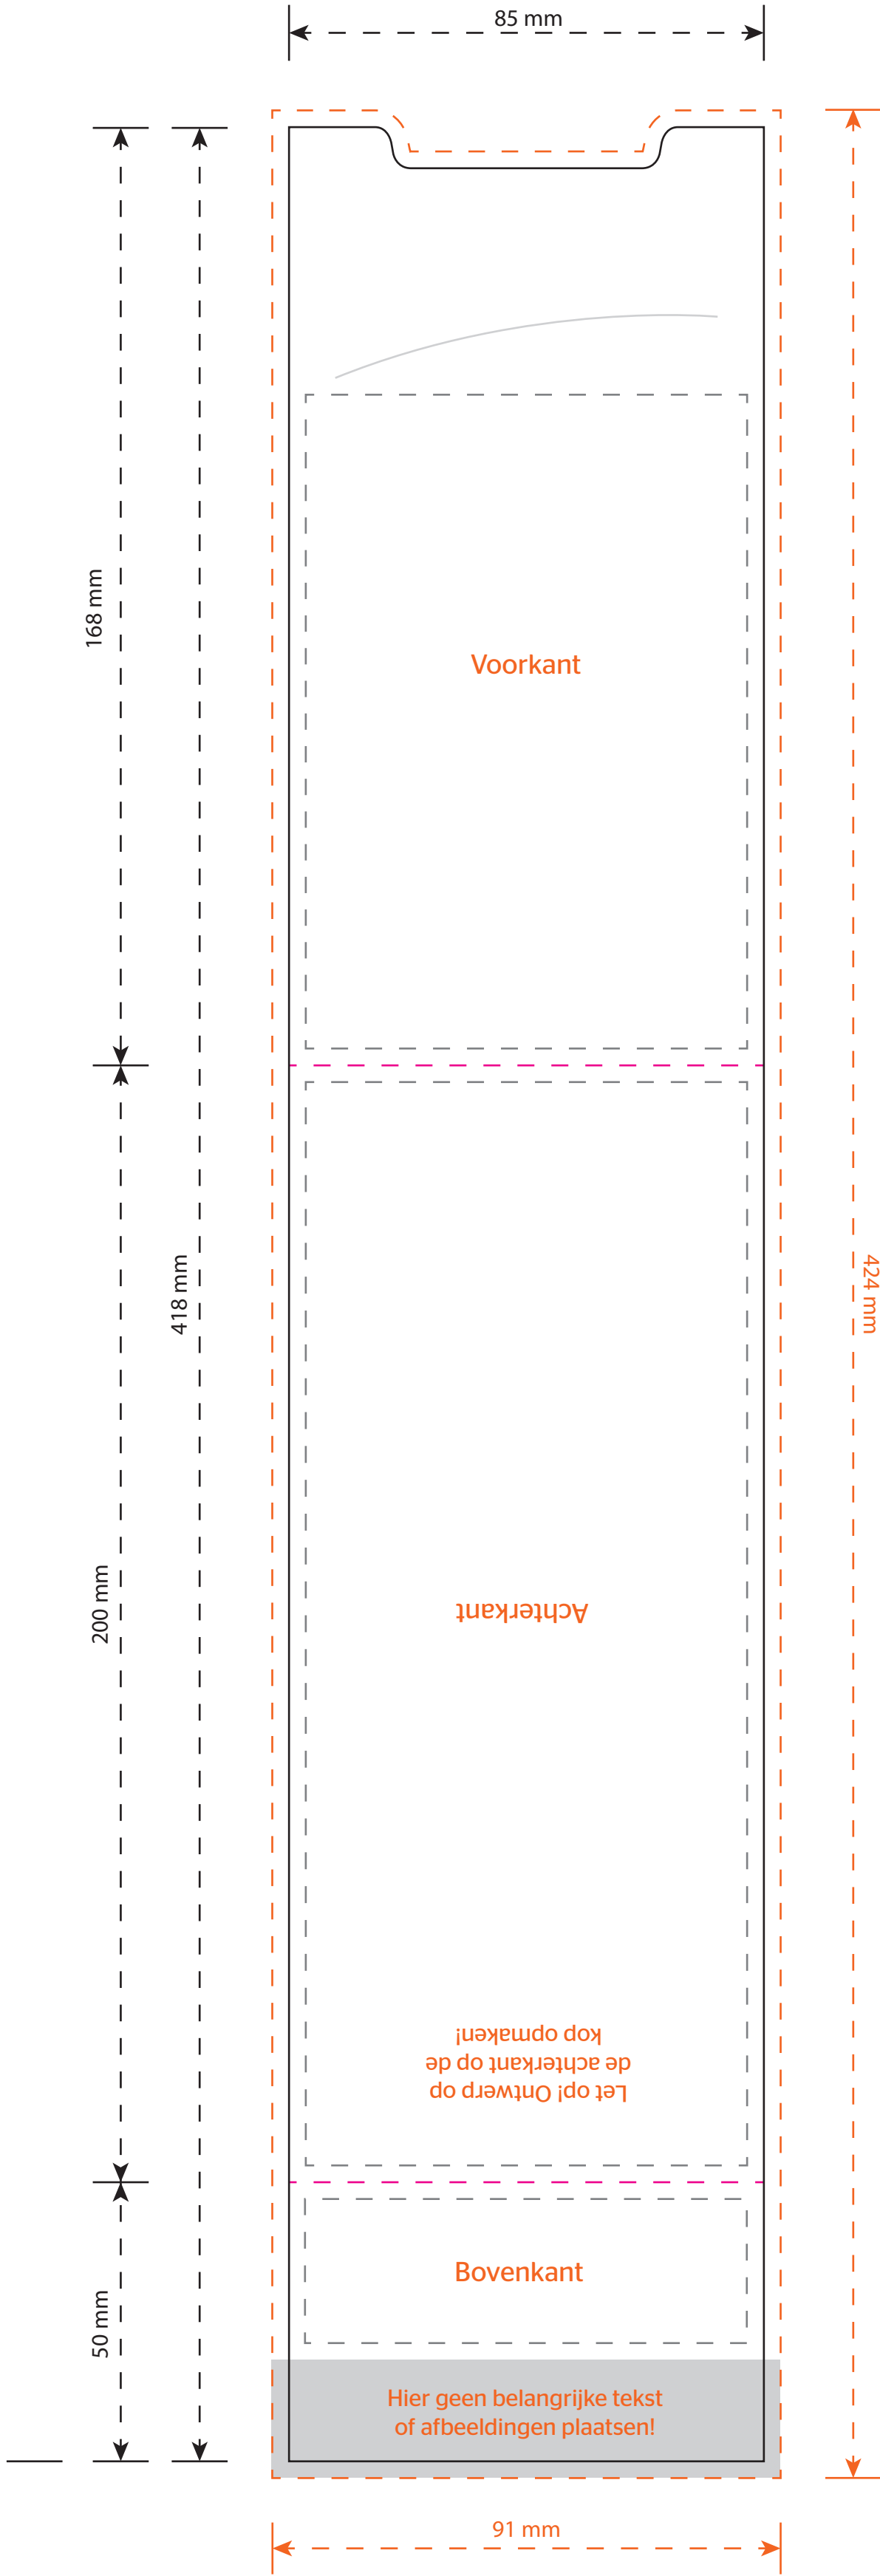 85 mm
168 mm
Voorkant
418 mm
424 mm
200 mm
Achterkant
Let op! Ontwerp op
de achterkant op de
kop opmaken!
Bovenkant
50 mm
Hier geen belangrijke tekst
of afbeeldingen plaatsen!
91 mm